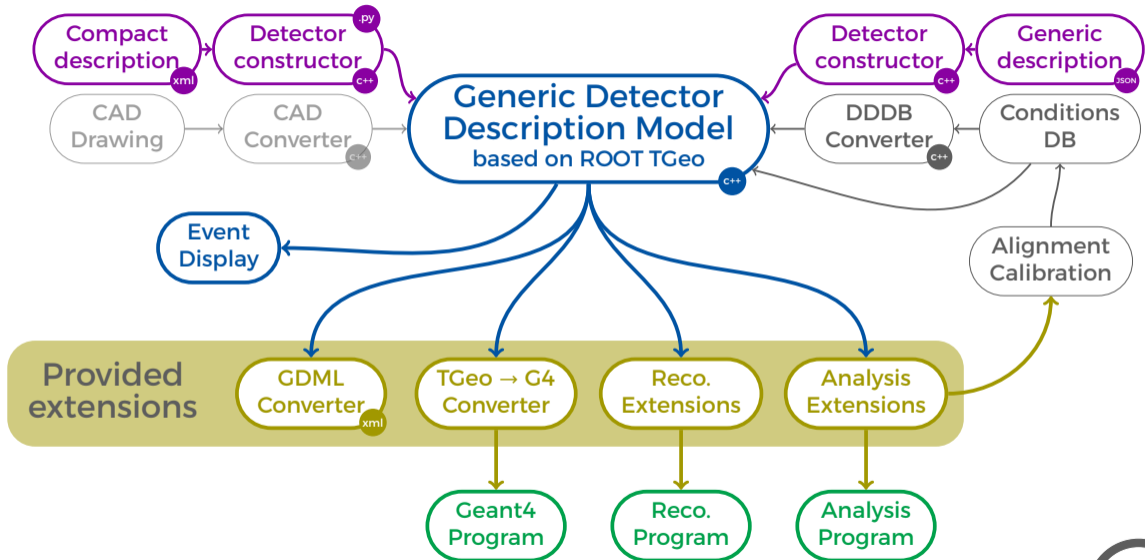 Compact
description
xml
Detector
constructor
.py
c++
Detector
constructor
c++
Generic
description
JSON
CAD
Drawing
CAD
Converter
c++
Generic Detector
Description Model
based on ROOT TGeo
c++
DDDB
Converter
c++
Conditions
DB
Event
Display
Alignment
Calibration
Provided
extensions
GDML
Converter
xml
TGeo → G4
Converter
Reco.
Extensions
Analysis
Extensions
Geant4
Program
Reco.
Program
Analysis
Program